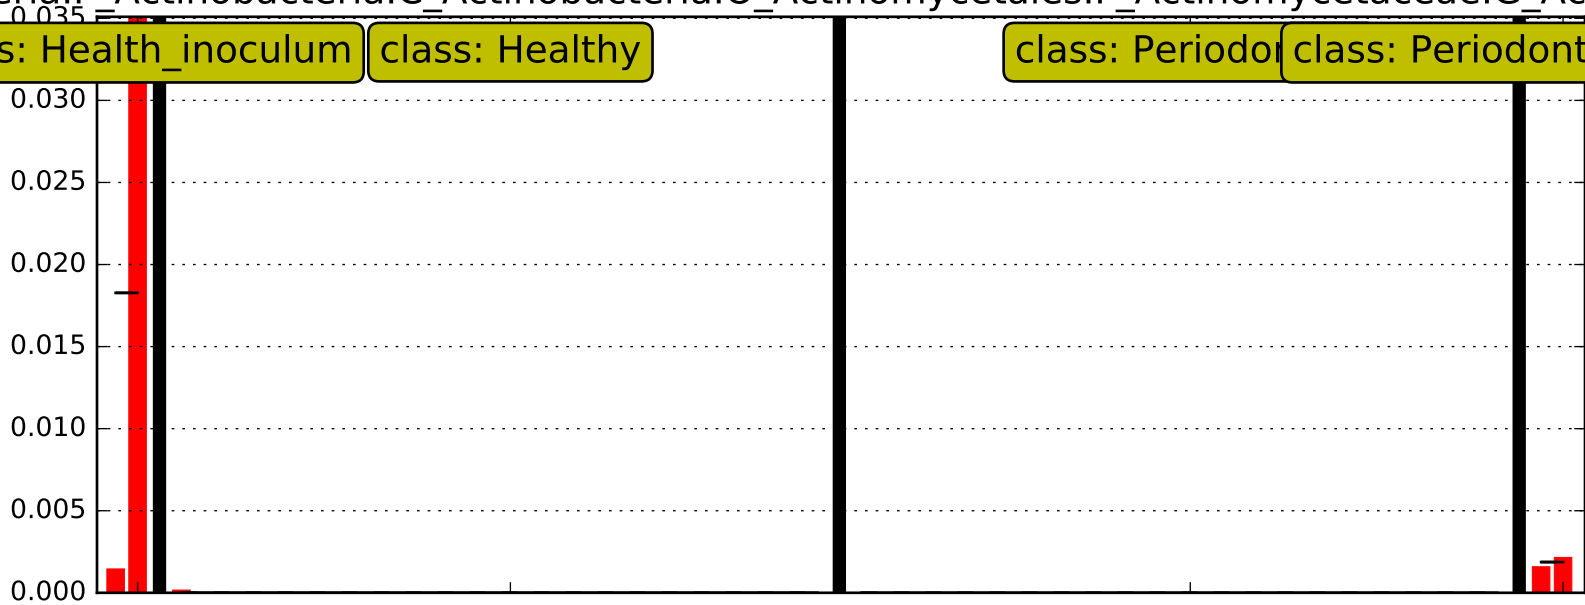 0.035
s: Health_inoculum
class: Healthy
class: Periodo
class: Periodont
0.030
0.025
0.020
0.015
0.010
0.005
0.000